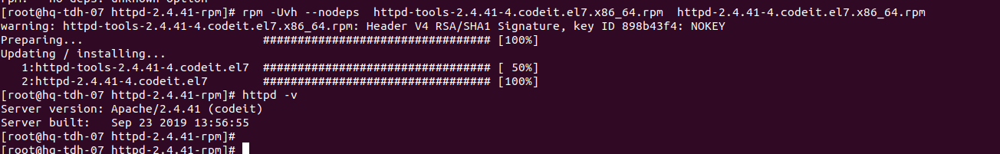 rpm: --no-deps: unknown option
[root@hq-tdh-07 httpd-2.4.41-rpm]# rpm -Uvh --nodeps  httpd-tools-2.4.41-4.codeit.el7.x86_64.rpm  httpd-2.4.41-4.codeit.el7.x86_64.rpm
warning: httpd-tools-2.4.41-4.codeit.el7.x86_64.rpm: Header V4 RSA/SHA1 Signature, key ID 898b43f4: NOKEY
Preparing...                          ################################# [100%]
Updating / installing...
   1:httpd-tools-2.4.41-4.codeit.el7  ################################# [ 50%]
   2:httpd-2.4.41-4.codeit.el7        ################################# [100%]
[root@hq-tdh-07 httpd-2.4.41-rpm]# httpd -v
Server version: Apache/2.4.41 (codeit)
Server built:   Sep 23 2019 13:56:55
[root@hq-tdh-07 httpd-2.4.41-rpm]#
[root@hq-tdh-07 httpd-2.4.41-rpm]#